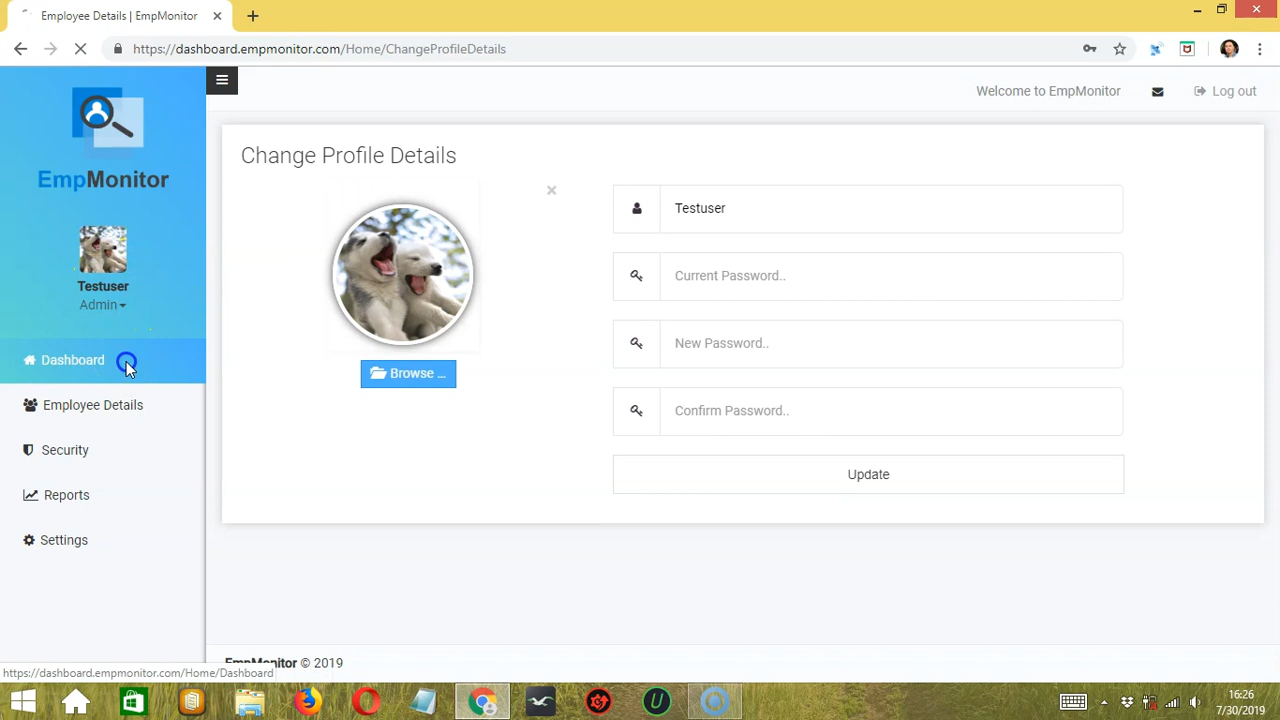 Employee Details | EmpMonitor
https://dashboard.empmonitor.com/Home/ChangeProfileDetails
EmpMonitor
Testuser
Admin
Dashboard
Employee Details
Security
Reports
Settings
Welcome to EmpMonitor
Log out
Change Profile Details
Browse ...
Testuser
Current Password..
New Password..
Confirm Password..
Update
EmpMonitor © 2019
https://dashboard.empmonitor.com/Home/Dashboard
16:26
7/30/2019